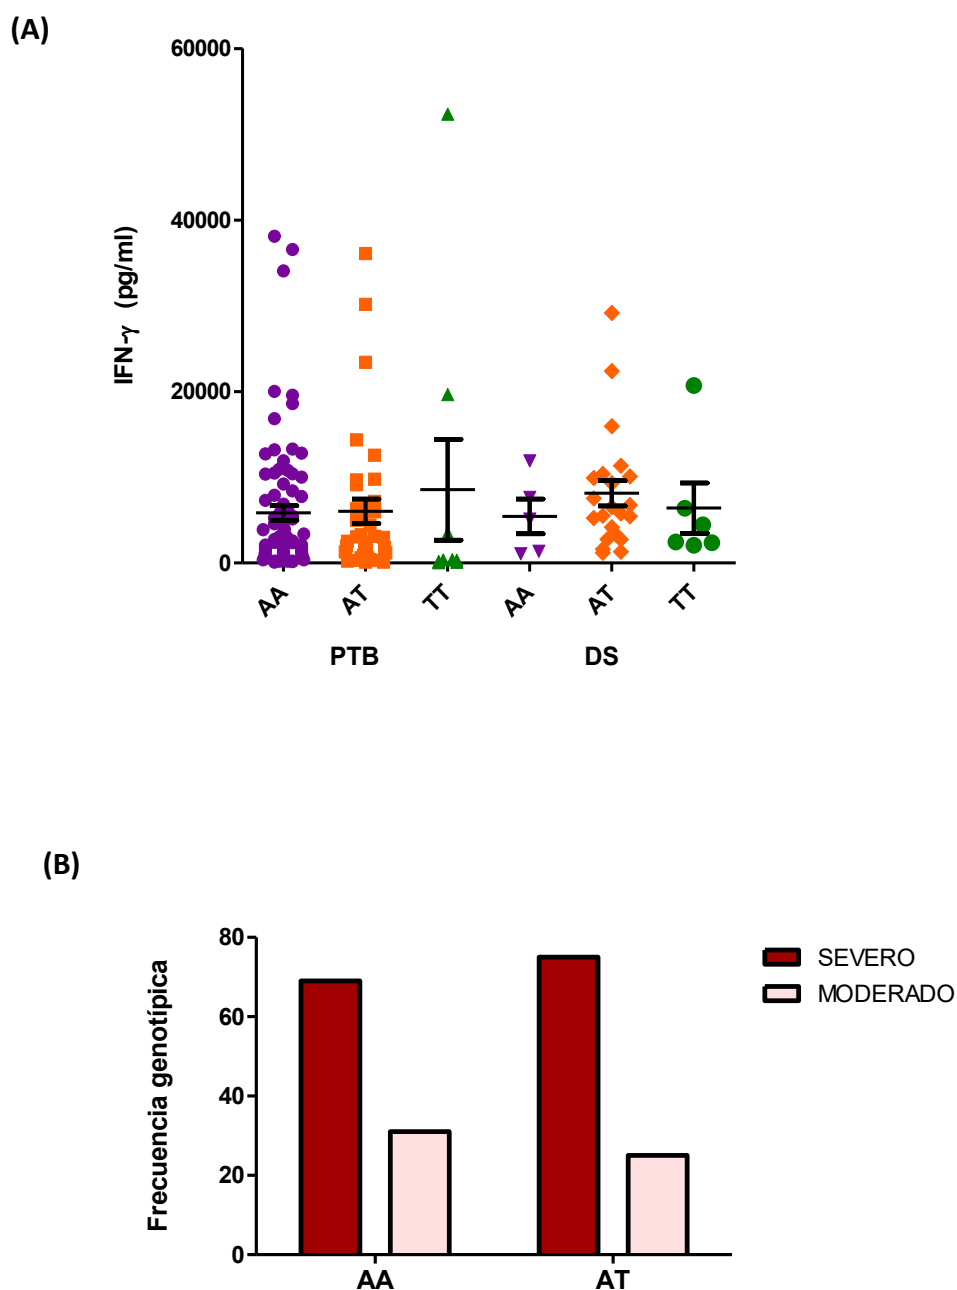 (A)
60000
40000
20000
0
IFN-γ (pg/ml)
AA
AT
TT
AA
AT
TT
PTB
DS
(B)
80
60
40
20
0
Frecuencia genotípica
SEVERO
MODERADO
AA
AT